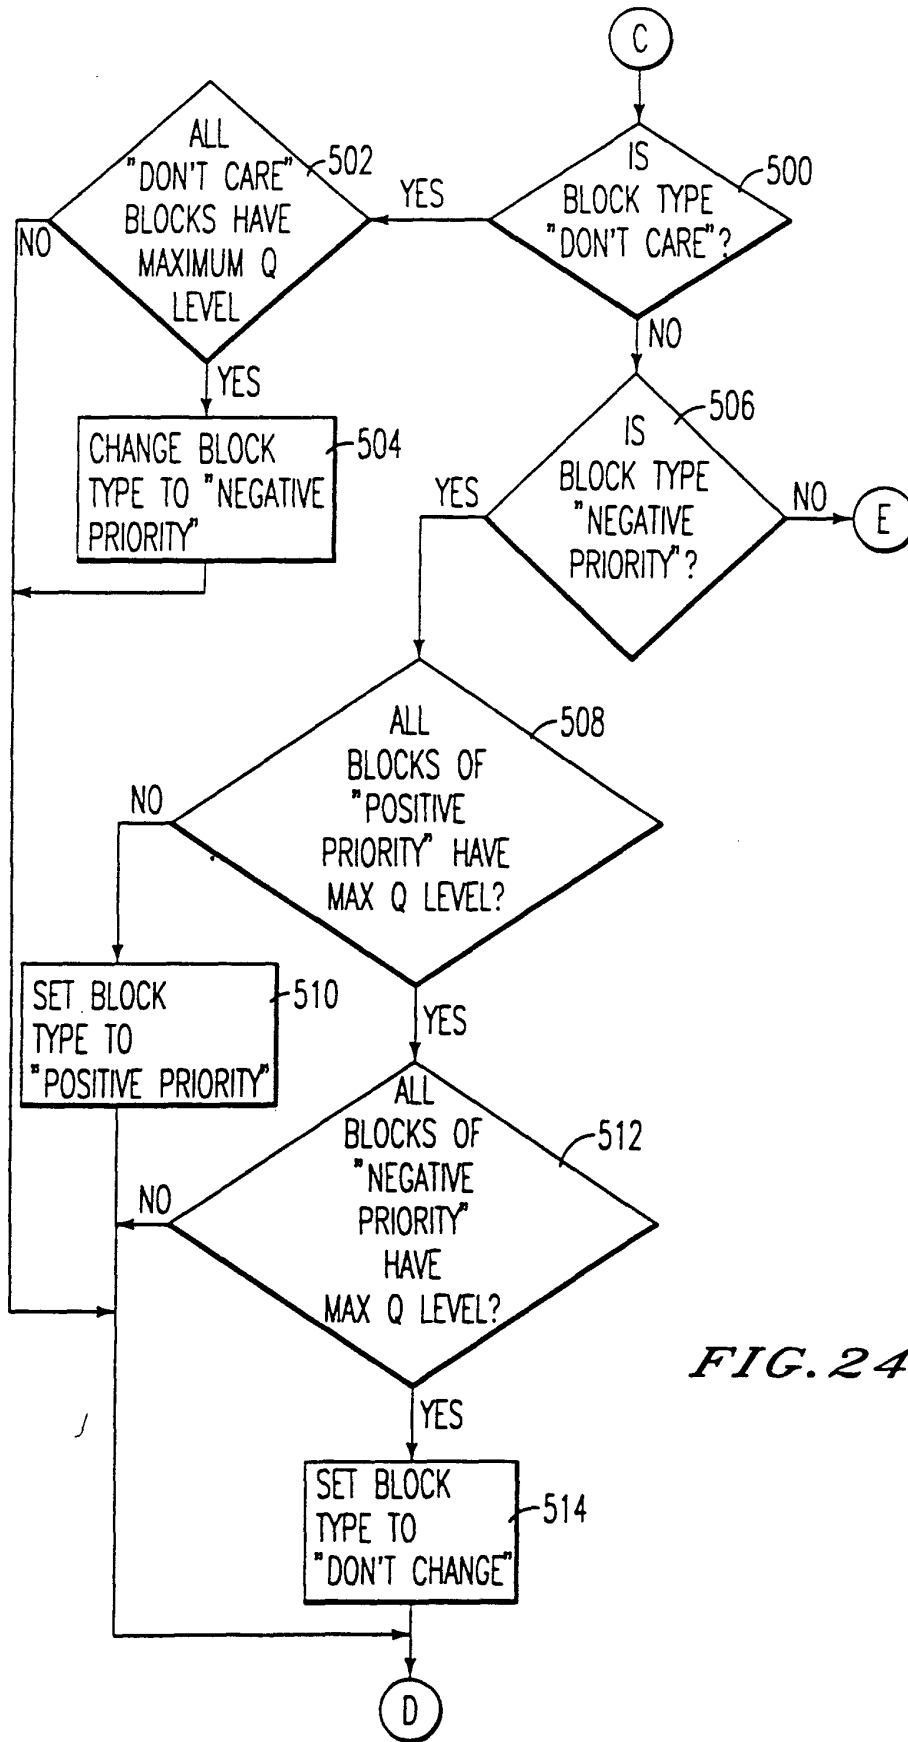 C
IS
BLOCK TYPE
"DON'T CARE"?
500
YES
NO
ALL
"DON'T CARE"
BLOCKS HAVE
MAXIMUM Q
LEVEL
502
NO
YES
CHANGE BLOCK
TYPE TO "NEGATIVE
PRIORITY"
504
IS
BLOCK TYPE
"NEGATIVE
PRIORITY"?
506
YES
NO
E
ALL
BLOCKS OF
"POSITIVE
PRIORITY" HAVE
MAX Q LEVEL?
508
NO
YES
SET BLOCK
TYPE TO
"POSITIVE PRIORITY"
510
ALL
BLOCKS OF
"NEGATIVE
PRIORITY"
HAVE
MAX Q LEVEL?
512
NO
YES
SET BLOCK
TYPE TO
"DON'T CHANGE"
514
D
FIG.24